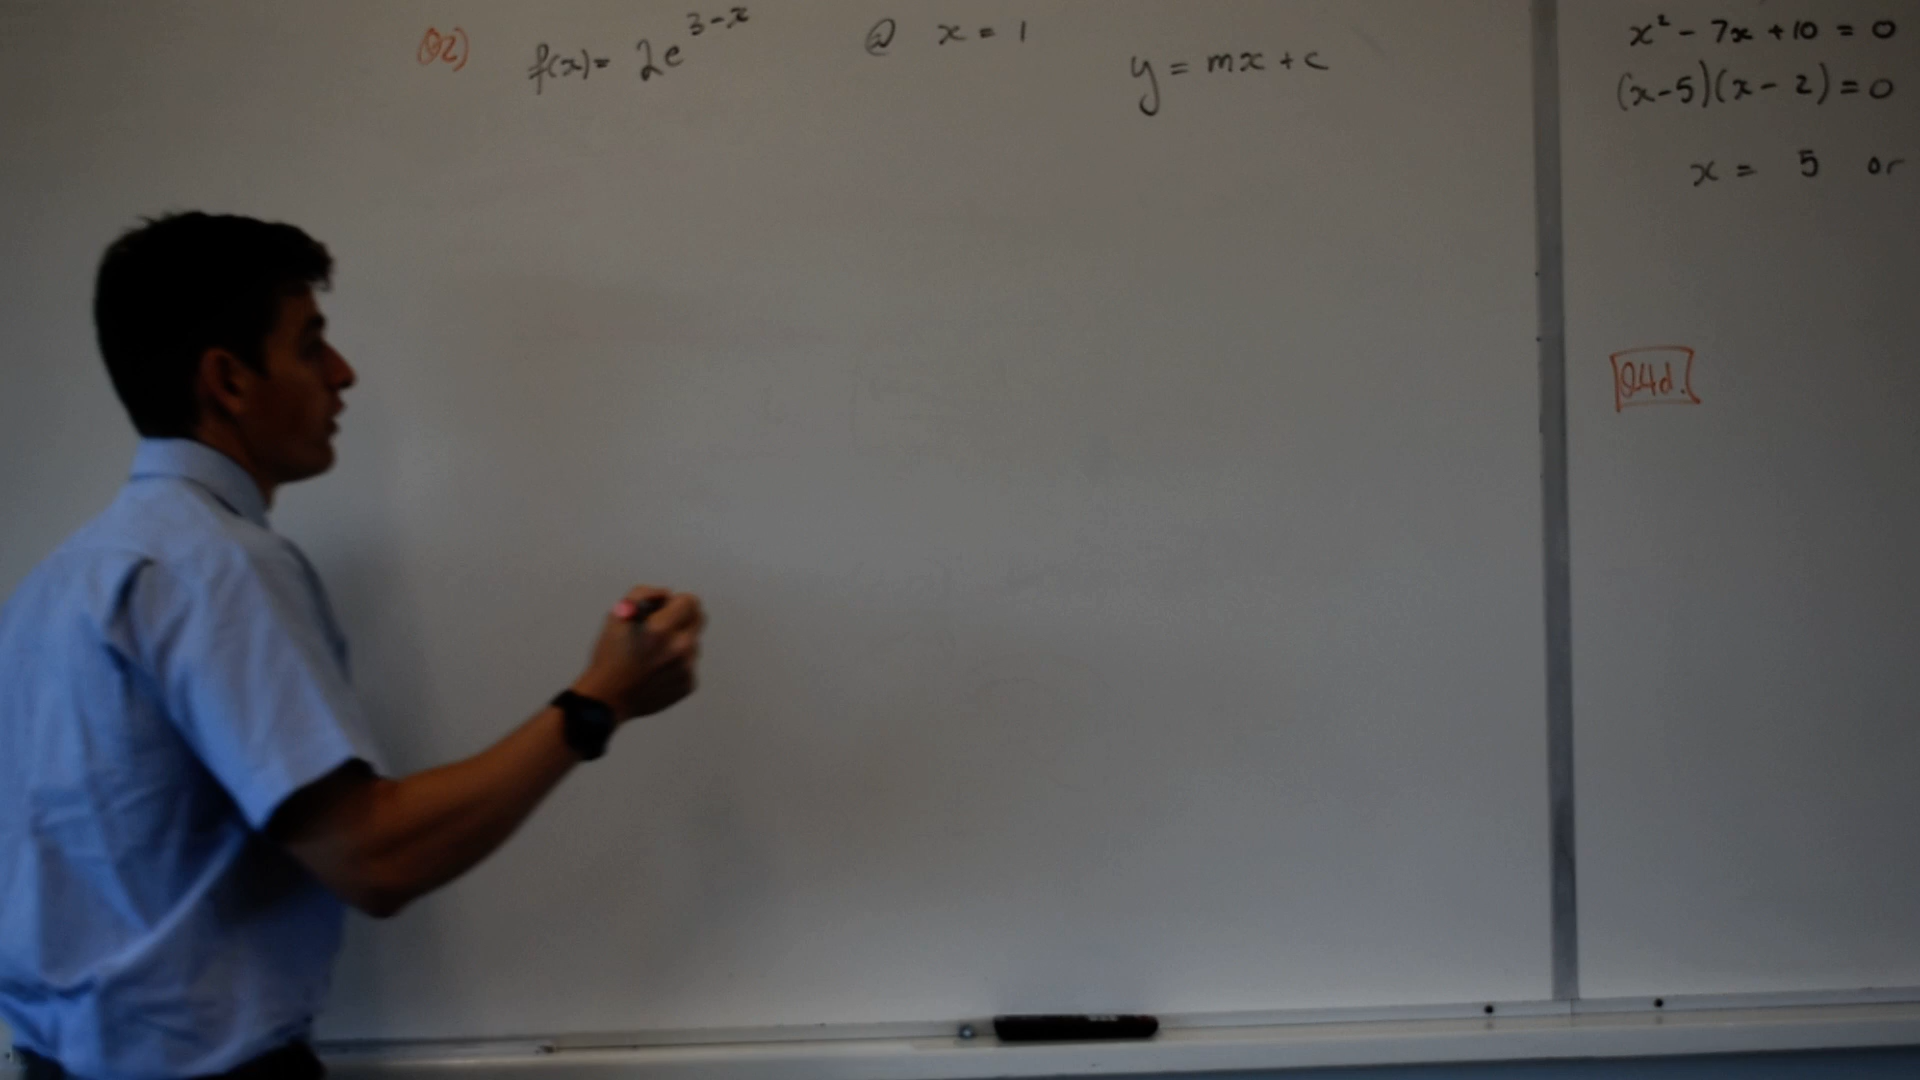 Q2) f(x) = 2e^{3-x} @ x = 1
y = mx + c
x² - 7x + 10 = 0
(x-5)(x-2) = 0
x = 5 or
Q4d.